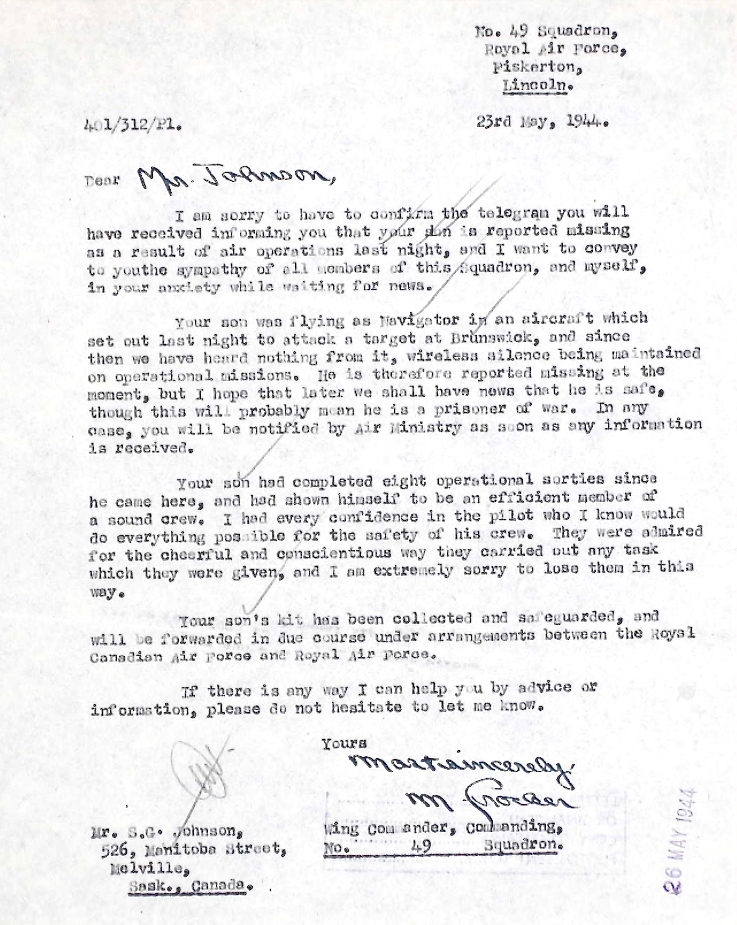 No. 49 Squadron,
Royal Air Force,
Fiskerton,
Lincoln.
401/312/P1.
23rd May, 1944.
Dear Mr. Johnson,
I am sorry to have to confirm the telegram you will
have received informing you that your son is reported missing
as a result of air operations last night, and I want to convey
to youthe sympathy of all members of this Squadron, and myself,
in your anxiety while waiting for news.
Your son was flying as Navigator in an aircraft which
set out last night to attack a target at Brunswick, and since
then we have heard nothing from it, wireless silence being maintained
on operational missions. He is therefore reported missing at the
moment, but I hope that later we shall have news that he is safe,
though this will probably mean he is a prisoner of war. In any
case, you will be notified by Air Ministry as soon as any information
is received.
Your son had completed eight operational sorties since
he came here, and had shown himself to be an efficient member of
a sound crew. I had every confidence in the pilot who I know would
do everything possible for the safety of his crew. They were admired
for the cheerful and conscientious way they carried out any task
which they were given, and I am extremely sorry to lose them in this
way.
Your son's kit has been collected and safeguarded, and
will be forwarded in due course under arrangements between the Royal
Canadian Air Force and Royal Air Force.
If there is any way I can help you by advice or
information, please do not hesitate to let me know.
Yours
Most sincerely.
M Crocker
Wing Commander, Commanding,
No. 49 Squadron.
Mr. S.G. Johnson,
526, Manitoba Street,
Melville,
Sask., Canada.
26 MAY 1944